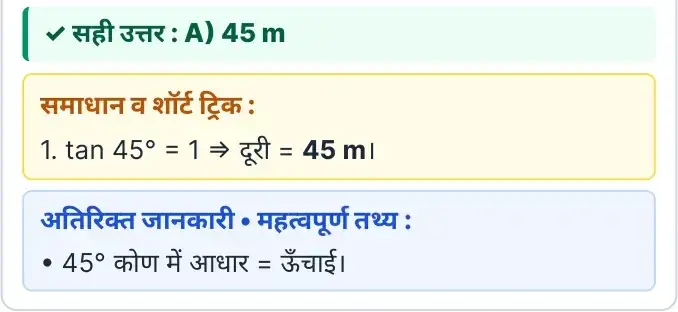 ✓ सही उत्तर : A) 45 m
समाधान व शॉर्ट ट्रिक :
1. tan 45° = 1 ⇒ दूरी = 45 m।
अतिरिक्त जानकारी • महत्वपूर्ण तथ्य :
• 45° कोण में आधार = ऊँचाई।